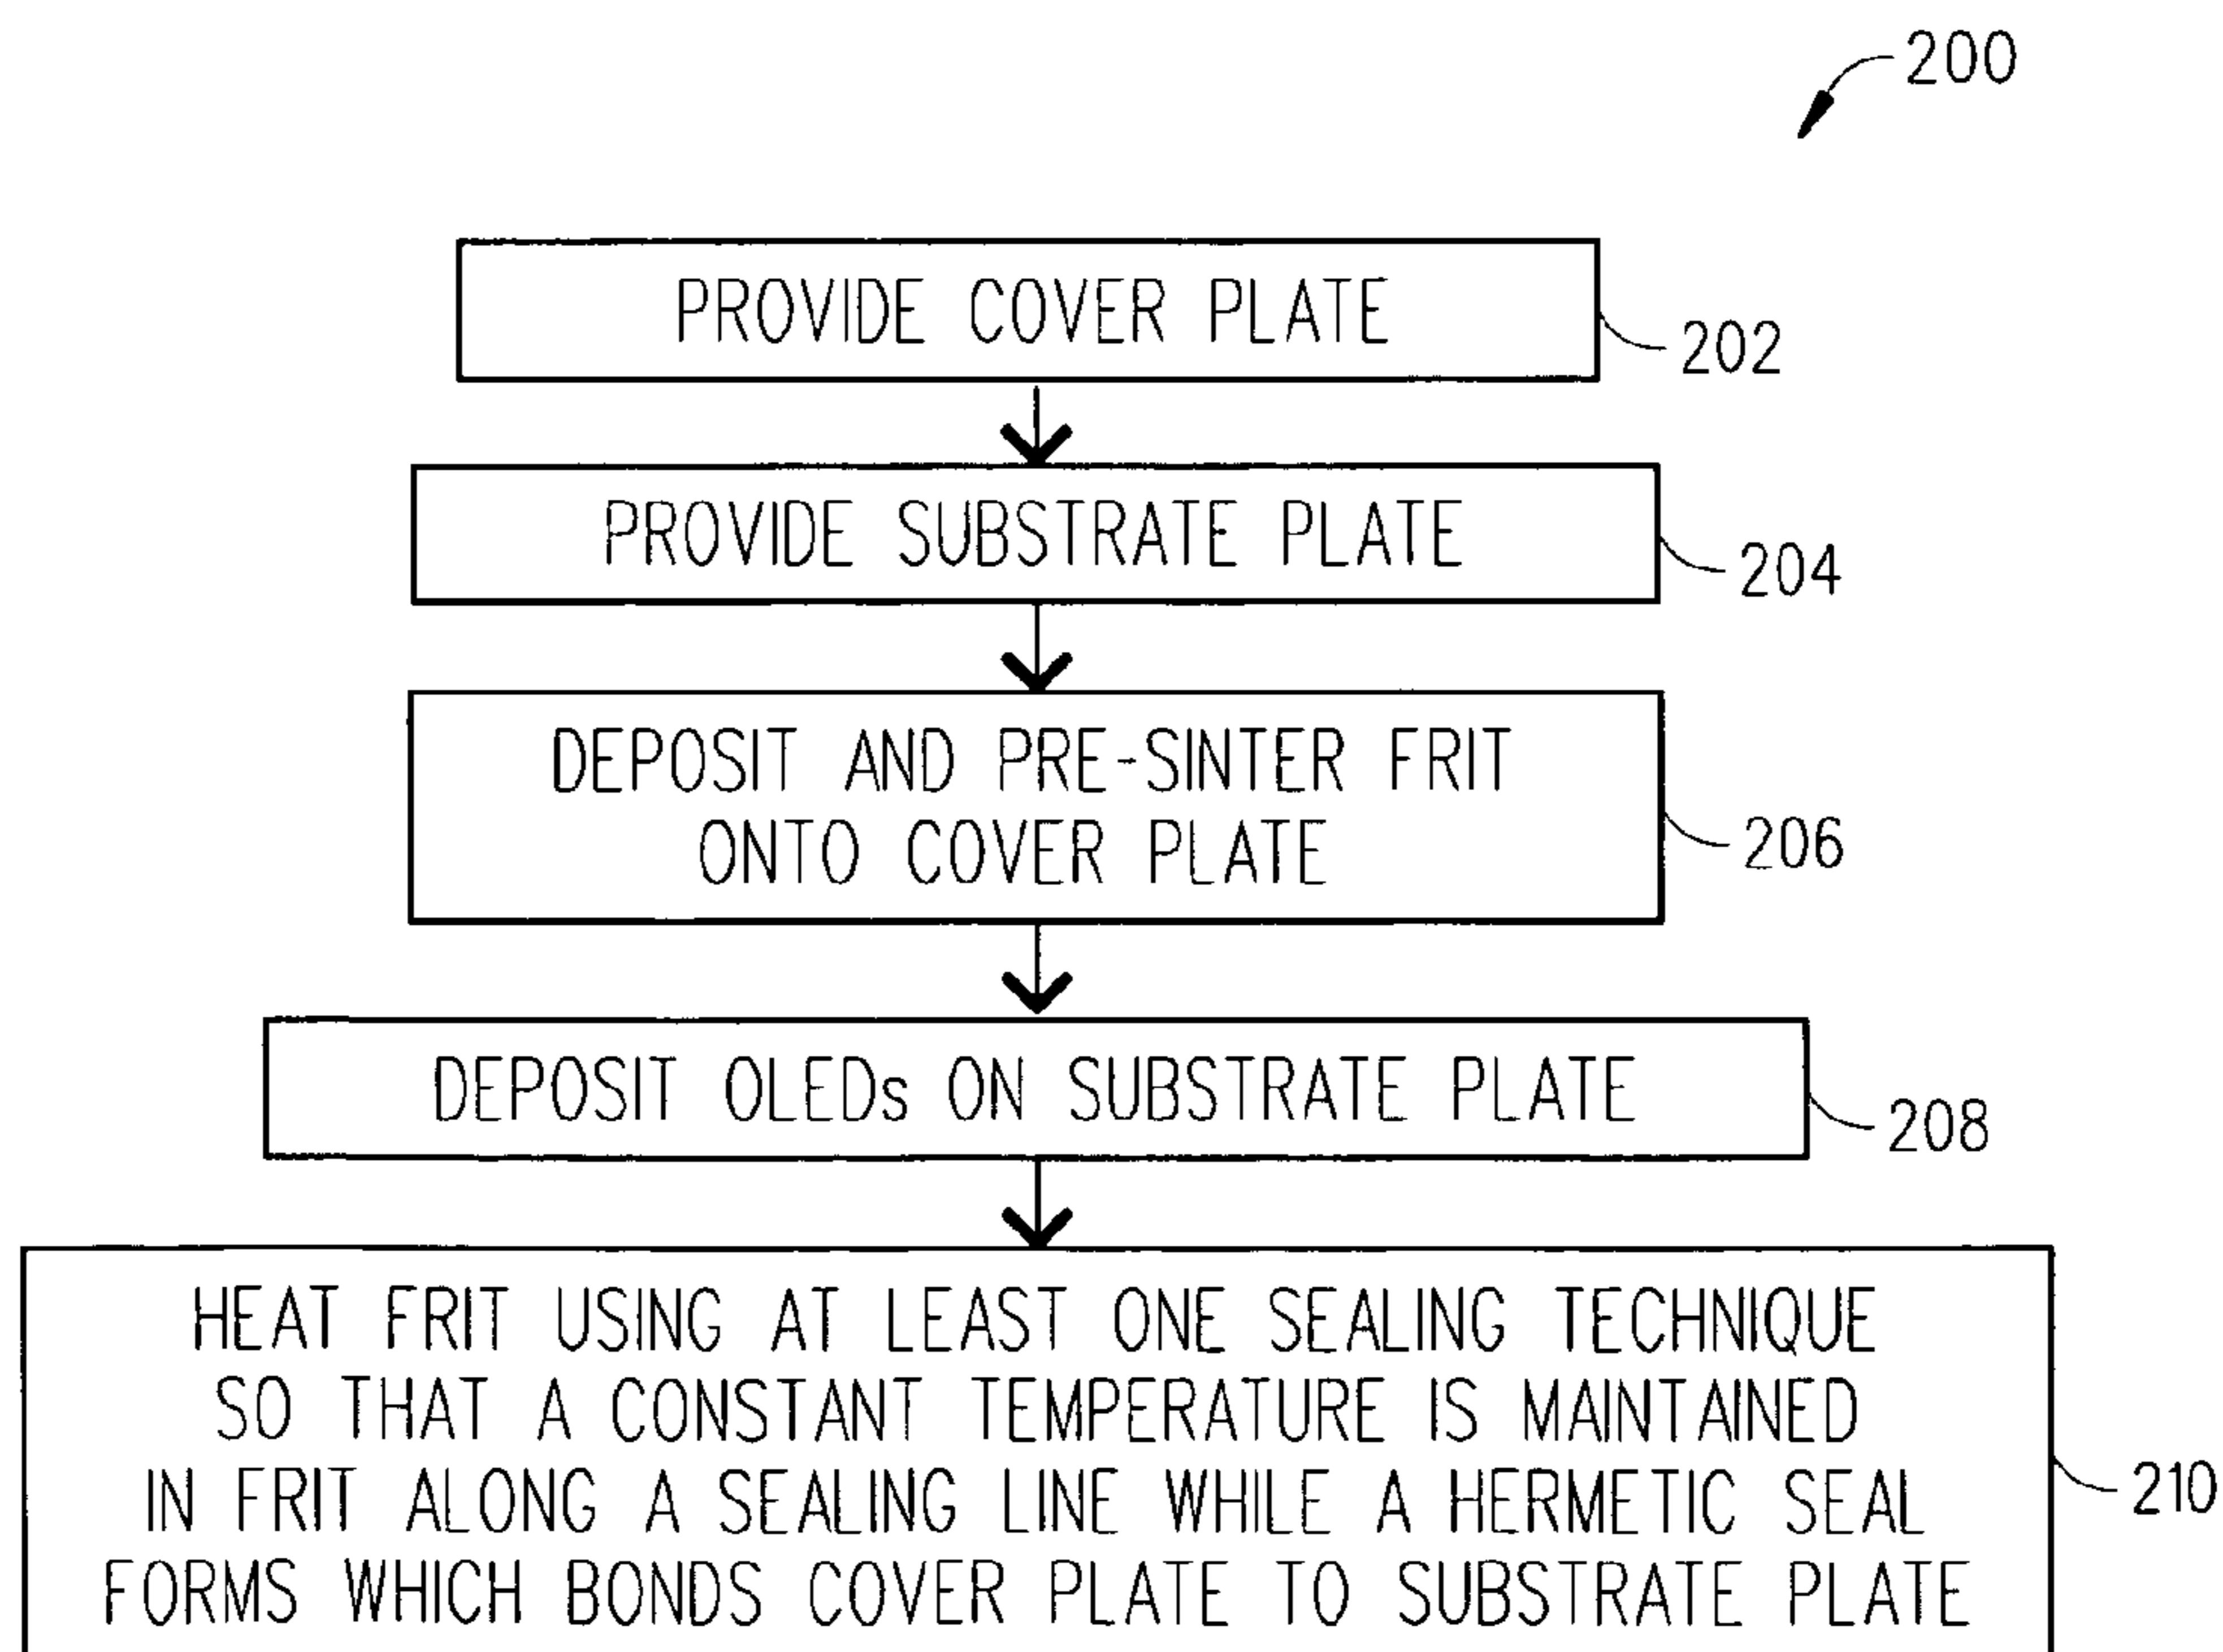 200
PROVIDE COVER PLATE
202
PROVIDE SUBSTRATE PLATE
204
DEPOSIT AND PRE-SINTER FRIT
ONTO COVER PLATE
206
DEPOSIT OLEDs ON SUBSTRATE PLATE
208
HEAT FRIT USING AT LEAST ONE SEALING TECHNIQUE
SO THAT A CONSTANT TEMPERATURE IS MAINTAINED
IN FRIT ALONG A SEALING LINE WHILE A HERMETIC SEAL
FORMS WHICH BONDS COVER PLATE TO SUBSTRATE PLATE
210